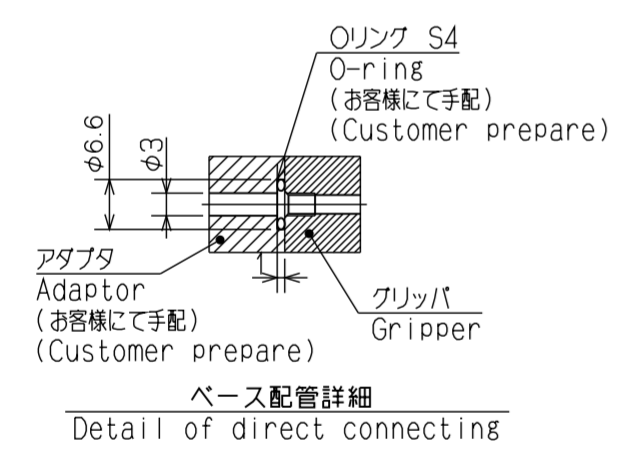 Oリング S4
O-ring
(お客様にて手配)
(Customer prepare)
φ6.6
φ3
アダプタ
Adaptor
(お客様にて手配)
(Customer prepare)
グリッパ
Gripper
ベース配管詳細
Detail of direct connecting